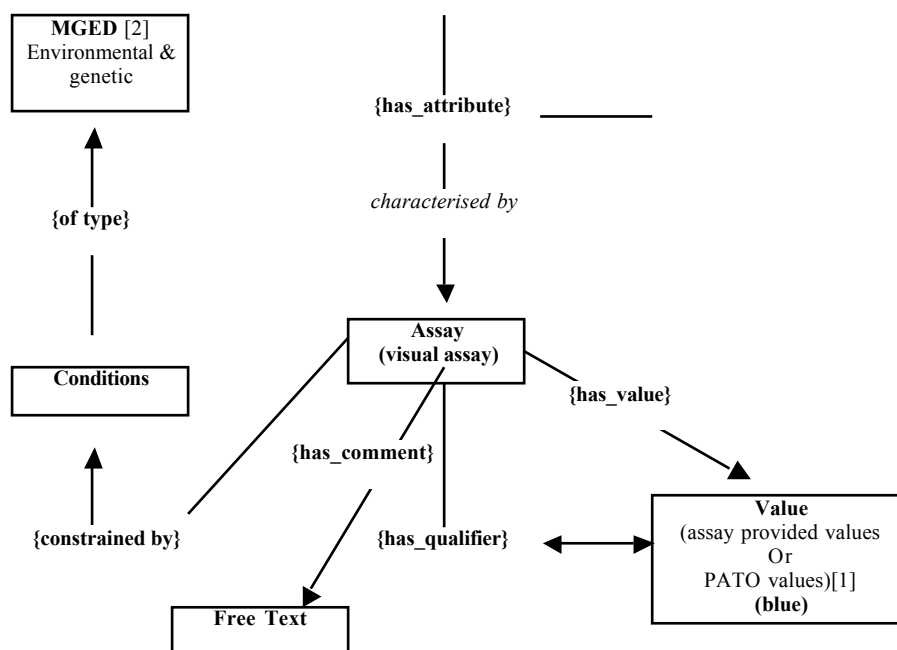 MGED [2]
Environmental &
genetic
{has_attribute}
{of type}
characterised by
Assay
(visual assay)
Conditions
{has_value}
{has_comment}
{constrained by}
{has_qualifier}
Value
(assay provided values
Or
PATO values)[1]
(blue)
Free Text